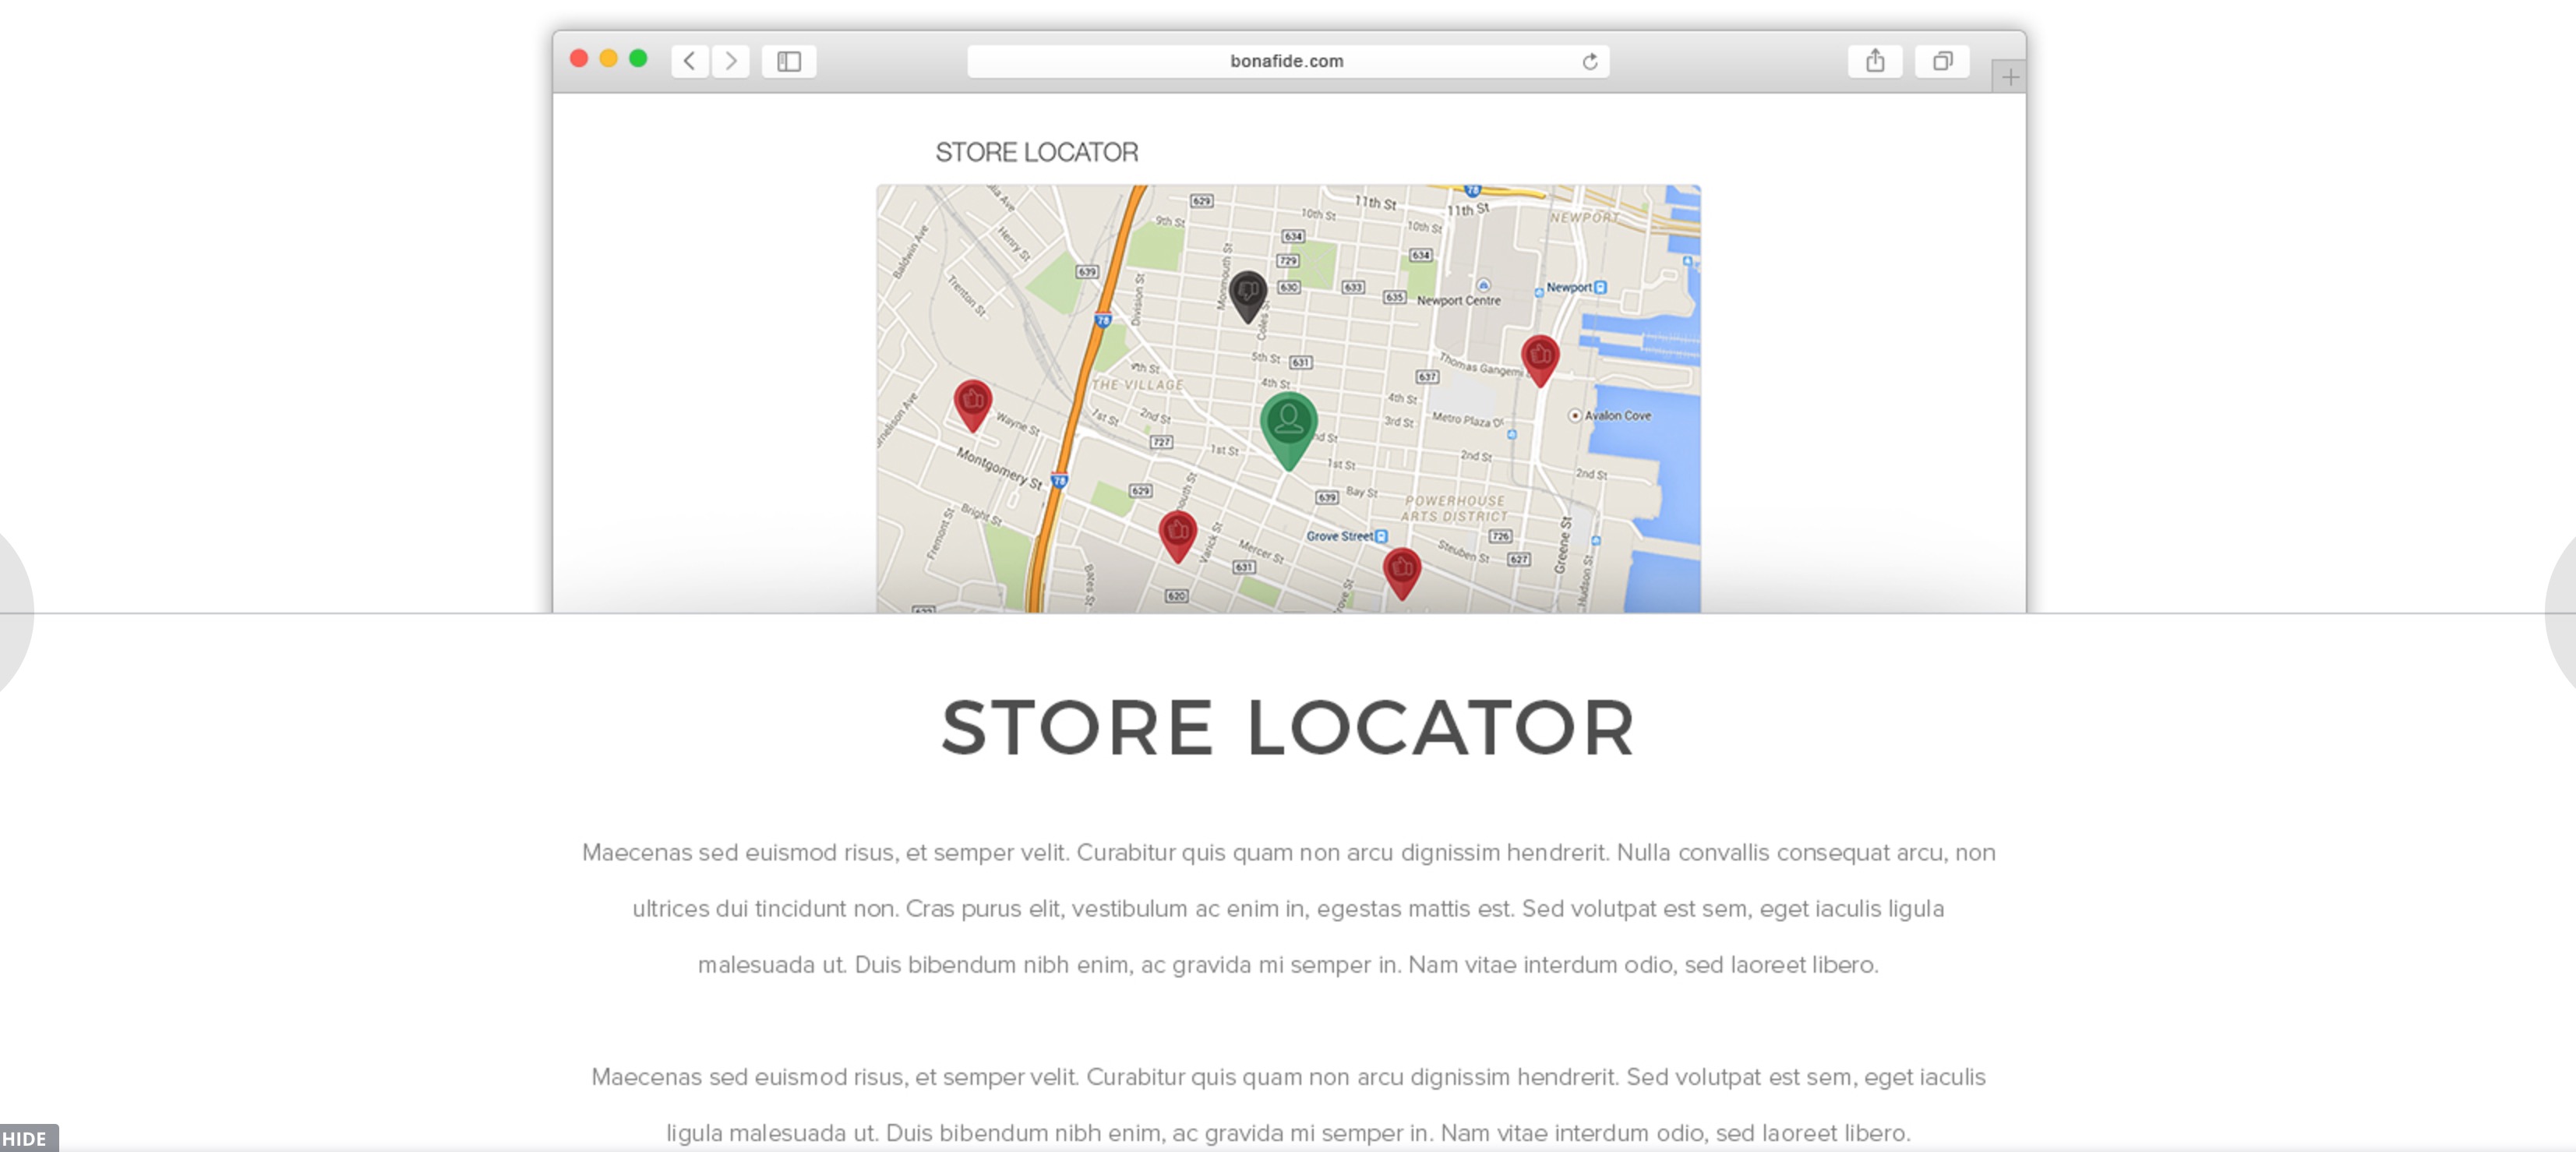 bonafide.com
STORE LOCATOR
629
11th St
11th St
78
10th St
9th St
10th St
NEWPORT
Baldwin Ave
Henry St
634
634
639
729
Monmouth St
Trenton St
Division St
630
633
635
Newport Centre
Newport
78
Coles St
5th St
631
Thomas Gangemi
THE VILLAGE
4th St
637
4th St
Metro Plaza Dr
3rd St
Avalon Cove
Wayne St
1st St
2nd St
727
nd St
1st St
1st St
2nd St
2nd St
Montgomery St
78
629
639
Bay St
POWERHOUSE
ARTS DISTRICT
Bright St
Fremont St
Varick St
Mercer St
Grove Street
Steuben St
726
627
Greene St
631
Bates St
620
Hudson St
STORE LOCATOR
Maecenas sed euismod risus, et semper velit. Curabitur quis quam non arcu dignissim hendrerit. Nulla convallis consequat arcu, non
ultrices dui tincidunt non. Cras purus elit, vestibulum ac enim in, egestas mattis est. Sed volutpat est sem, eget iaculis ligula
malesuada ut. Duis bibendum nibh enim, ac gravida mi semper in. Nam vitae interdum odio, sed laoreet libero.
Maecenas sed euismod risus, et semper velit. Curabitur quis quam non arcu dignissim hendrerit. Sed volutpat est sem, eget iaculis
ligula malesuada ut. Duis bibendum nibh enim, ac gravida mi semper in. Nam vitae interdum odio, sed laoreet libero.
HIDE